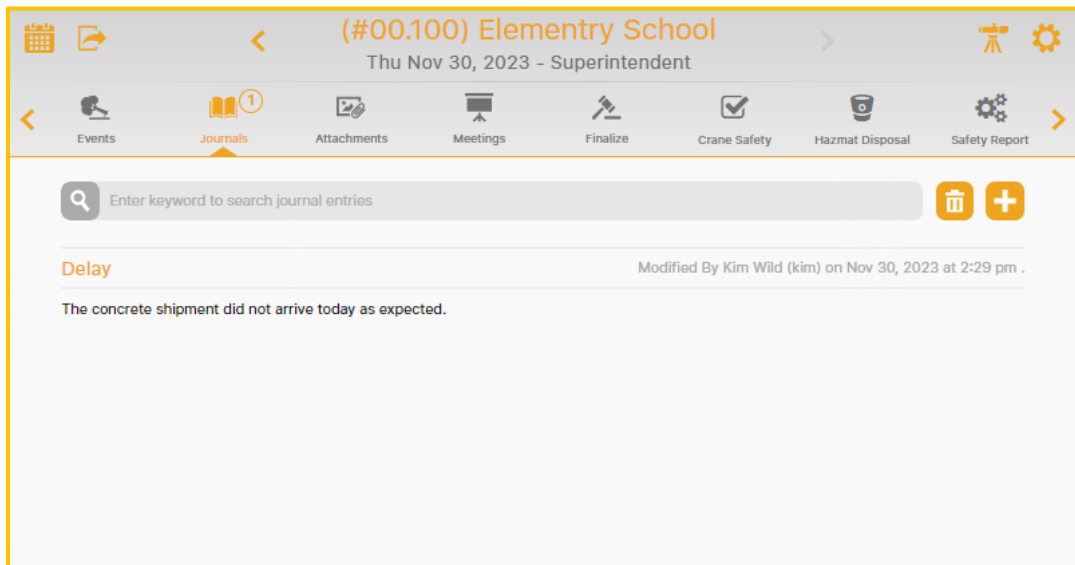 (#00.100) Elementry School
Thu Nov 30, 2023 - Superintendent
Events
Journals
1
Attachments
Meetings
Finalize
Crane Safety
Hazmat Disposal
Safety Report
Enter keyword to search journal entries
Delay
Modified By Kim Wild (kim) on Nov 30, 2023 at 2:29 pm .
The concrete shipment did not arrive today as expected.